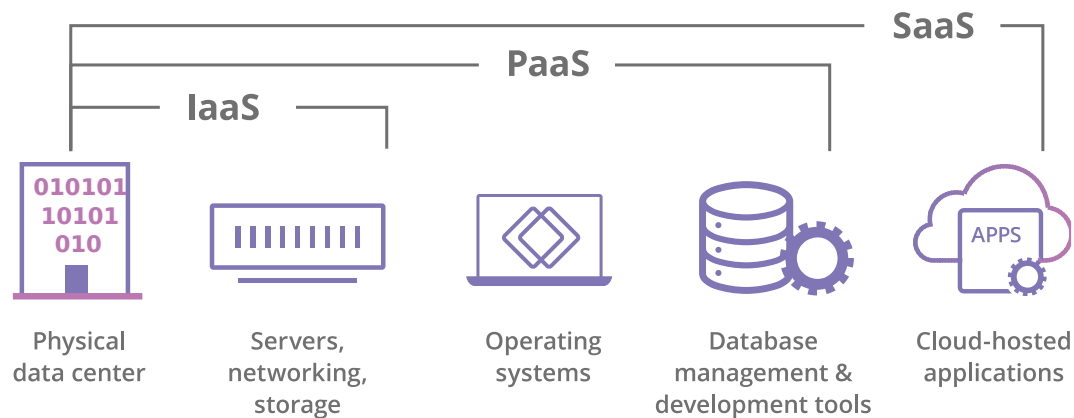 SaaS
PaaS
IaaS
010101
10101
010
APPS
Physical
data center
Servers,
networking,
storage
Operating
systems
Database
management &
development tools
Cloud-hosted
applications